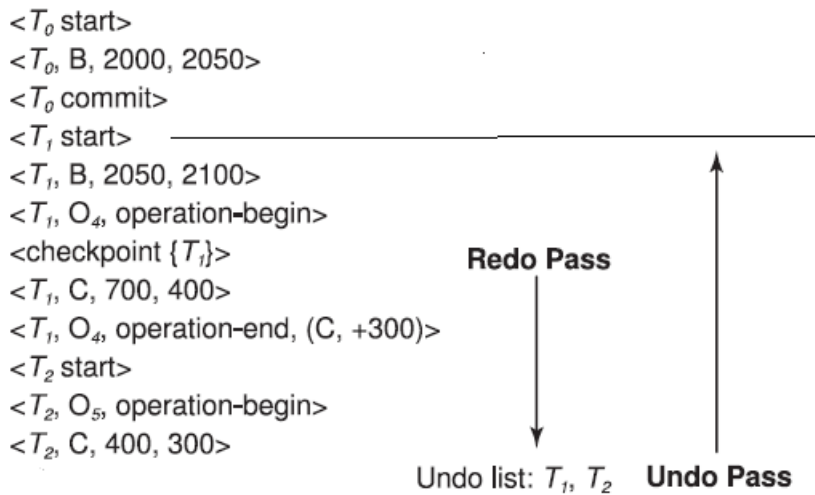 <T₀ start>
<T₀, B, 2000, 2050>
<T₀ commit>
<T₁ start>
<T₁, B, 2050, 2100>
<T₁, O₄, operation-begin>
<checkpoint {T₁}>
Redo Pass
<T₁, C, 700, 400>
<T₁, O₄, operation-end, (C, +300)>
<T₂ start>
<T₂, O₅, operation-begin>
<T₂, C, 400, 300>
Undo list: T₁, T₂ Undo Pass